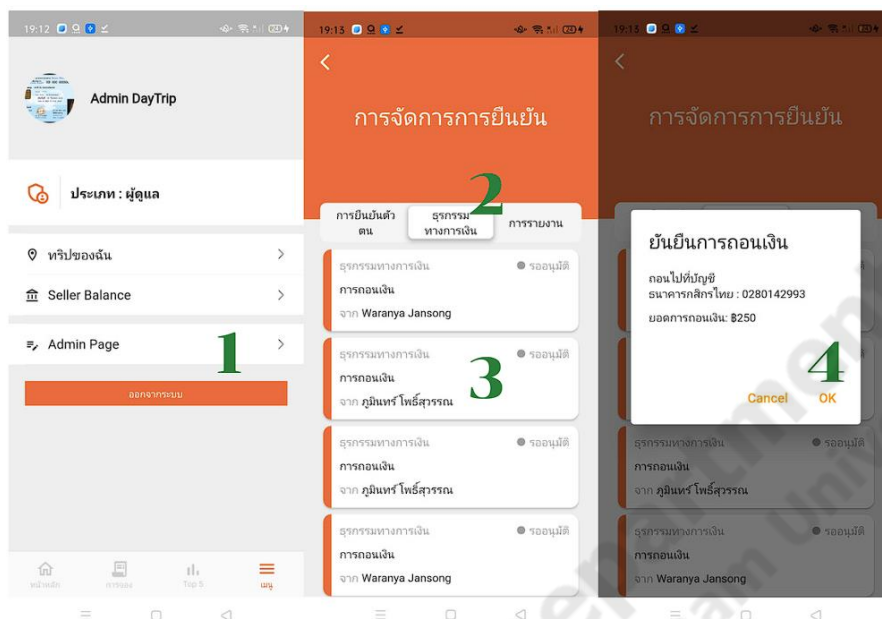 19:12
24
Admin DayTrip
ประเภท : ผู้ดูแล
ทริปของฉัน
Seller Balance
Admin Page
1
ออกจากระบบ
หน้าหลัก
การจอง
Top 5
เมนู
19:13
24
การจัดการการยืนยัน
2
การยืนยันตัว
ตน
ธุรกรรม
ทางการเงิน
การรายงาน
ธุรกรรมทางการเงิน
รออนุมัติ
การถอนเงิน
จาก Waranya Jansong
ธุรกรรมทางการเงิน
รออนุมัติ
การถอนเงิน
3
จาก ภูมินทร์ โพธิ์สุวรรณ
ธุรกรรมทางการเงิน
รออนุมัติ
การถอนเงิน
จาก ภูมินทร์ โพธิ์สุวรรณ
ธุรกรรมทางการเงิน
รออนุมัติ
การถอนเงิน
จาก Waranya Jansong
19:13
24
การจัดการการยืนยัน
ยันยืนการถอนเงิน
ถอนไปที่บัญชี
ธนาคารกสิกรไทย : 0280142993
ยอดการถอนเงิน: ฿250
4
Cancel
OK
ธุรกรรมทางการเงิน
รออนุมัติ
การถอนเงิน
จาก ภูมินทร์ โพธิ์สุวรรณ
ธุรกรรมทางการเงิน
รออนุมัติ
การถอนเงิน
จาก Waranya Jansong